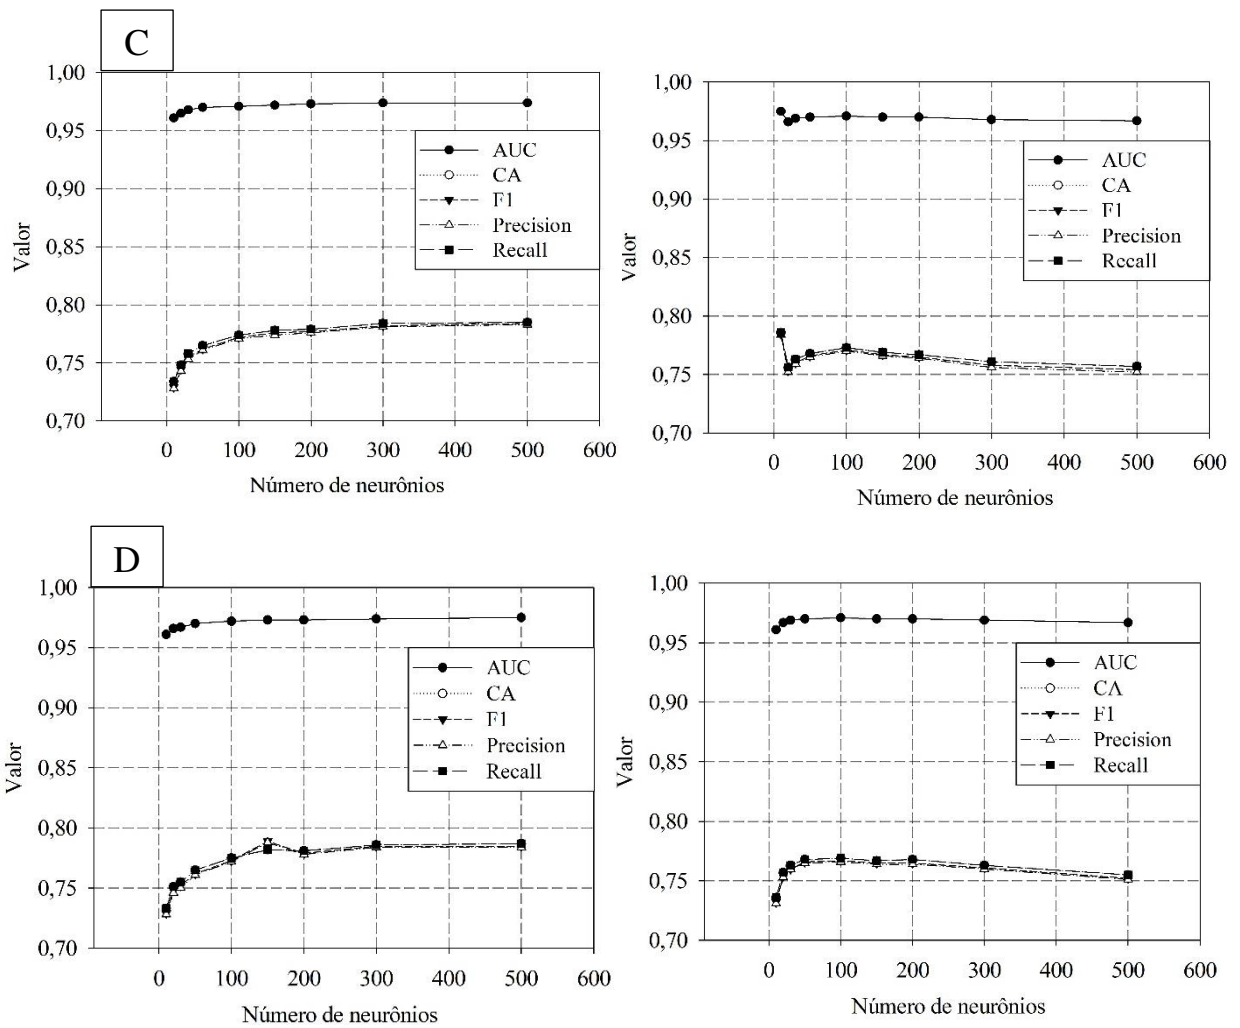 C
1,00
0,95
0,90
0,85
0,80
0,75
0,70
Valor
AUC
CA
F1
Precision
Recall
0 100 200 300 400 500 600
Número de neurônios
1,00
0,95
0,90
0,85
0,80
0,75
0,70
Valor
AUC
CA
F1
Precision
Recall
0 100 200 300 400 500 600
Número de neurônios
D
1,00
0,95
0,90
0,85
0,80
0,75
0,70
Valor
AUC
CA
F1
Precision
Recall
0 100 200 300 400 500 600
Número de neurônios
1,00
0,95
0,90
0,85
0,80
0,75
0,70
Valor
AUC
CA
F1
Precision
Recall
0 100 200 300 400 500 600
Número de neurônios